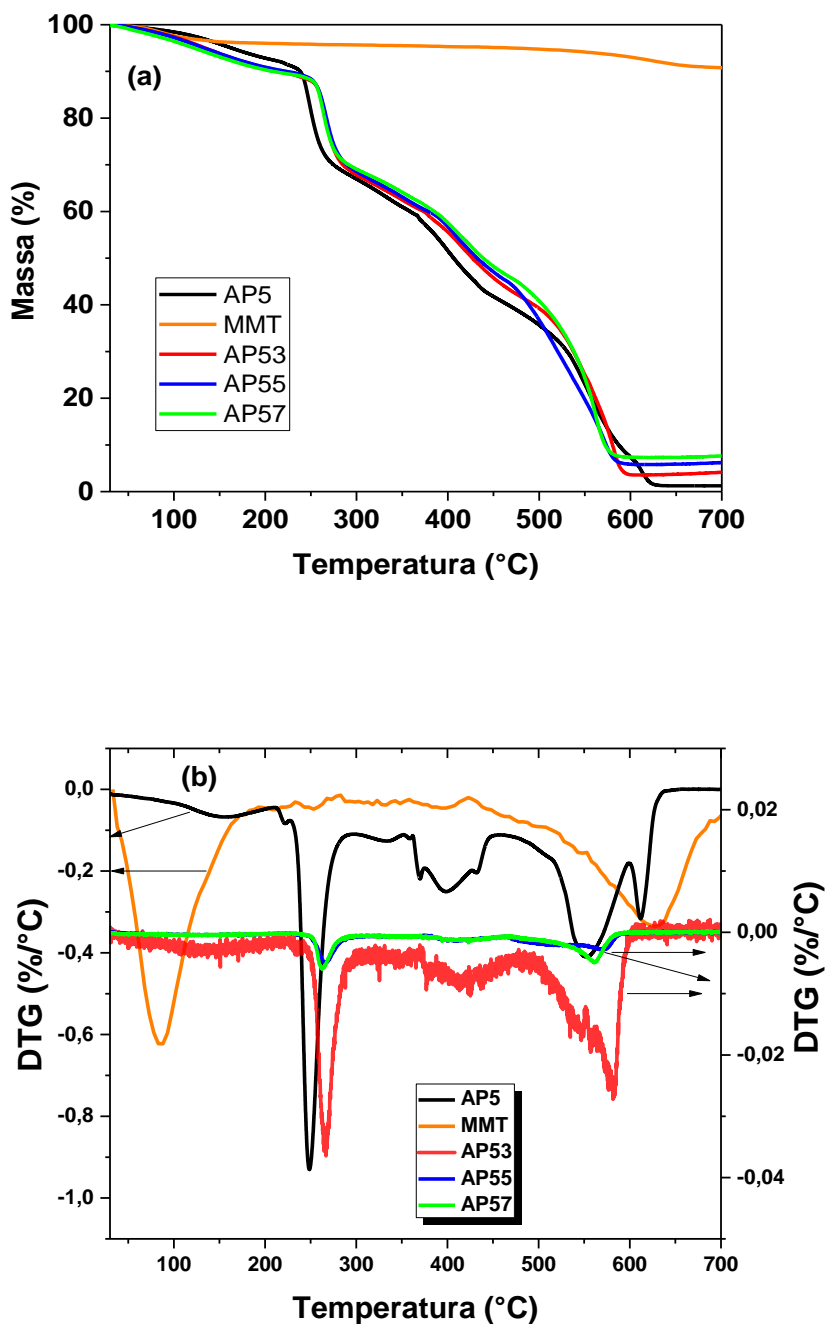 100
(a)
80
60
40
20
0
Massa (%)
AP5
MMT
AP53
AP55
AP57
100 200 300 400 500 600 700
Temperatura (°C)
(b)
0,0
-0,2
-0,4
-0,6
-0,8
-1,0
DTG (%/°C)
0,02
0,00
-0,02
-0,04
DTG (%/°C)
AP5
MMT
AP53
AP55
AP57
100 200 300 400 500 600 700
Temperatura (°C)